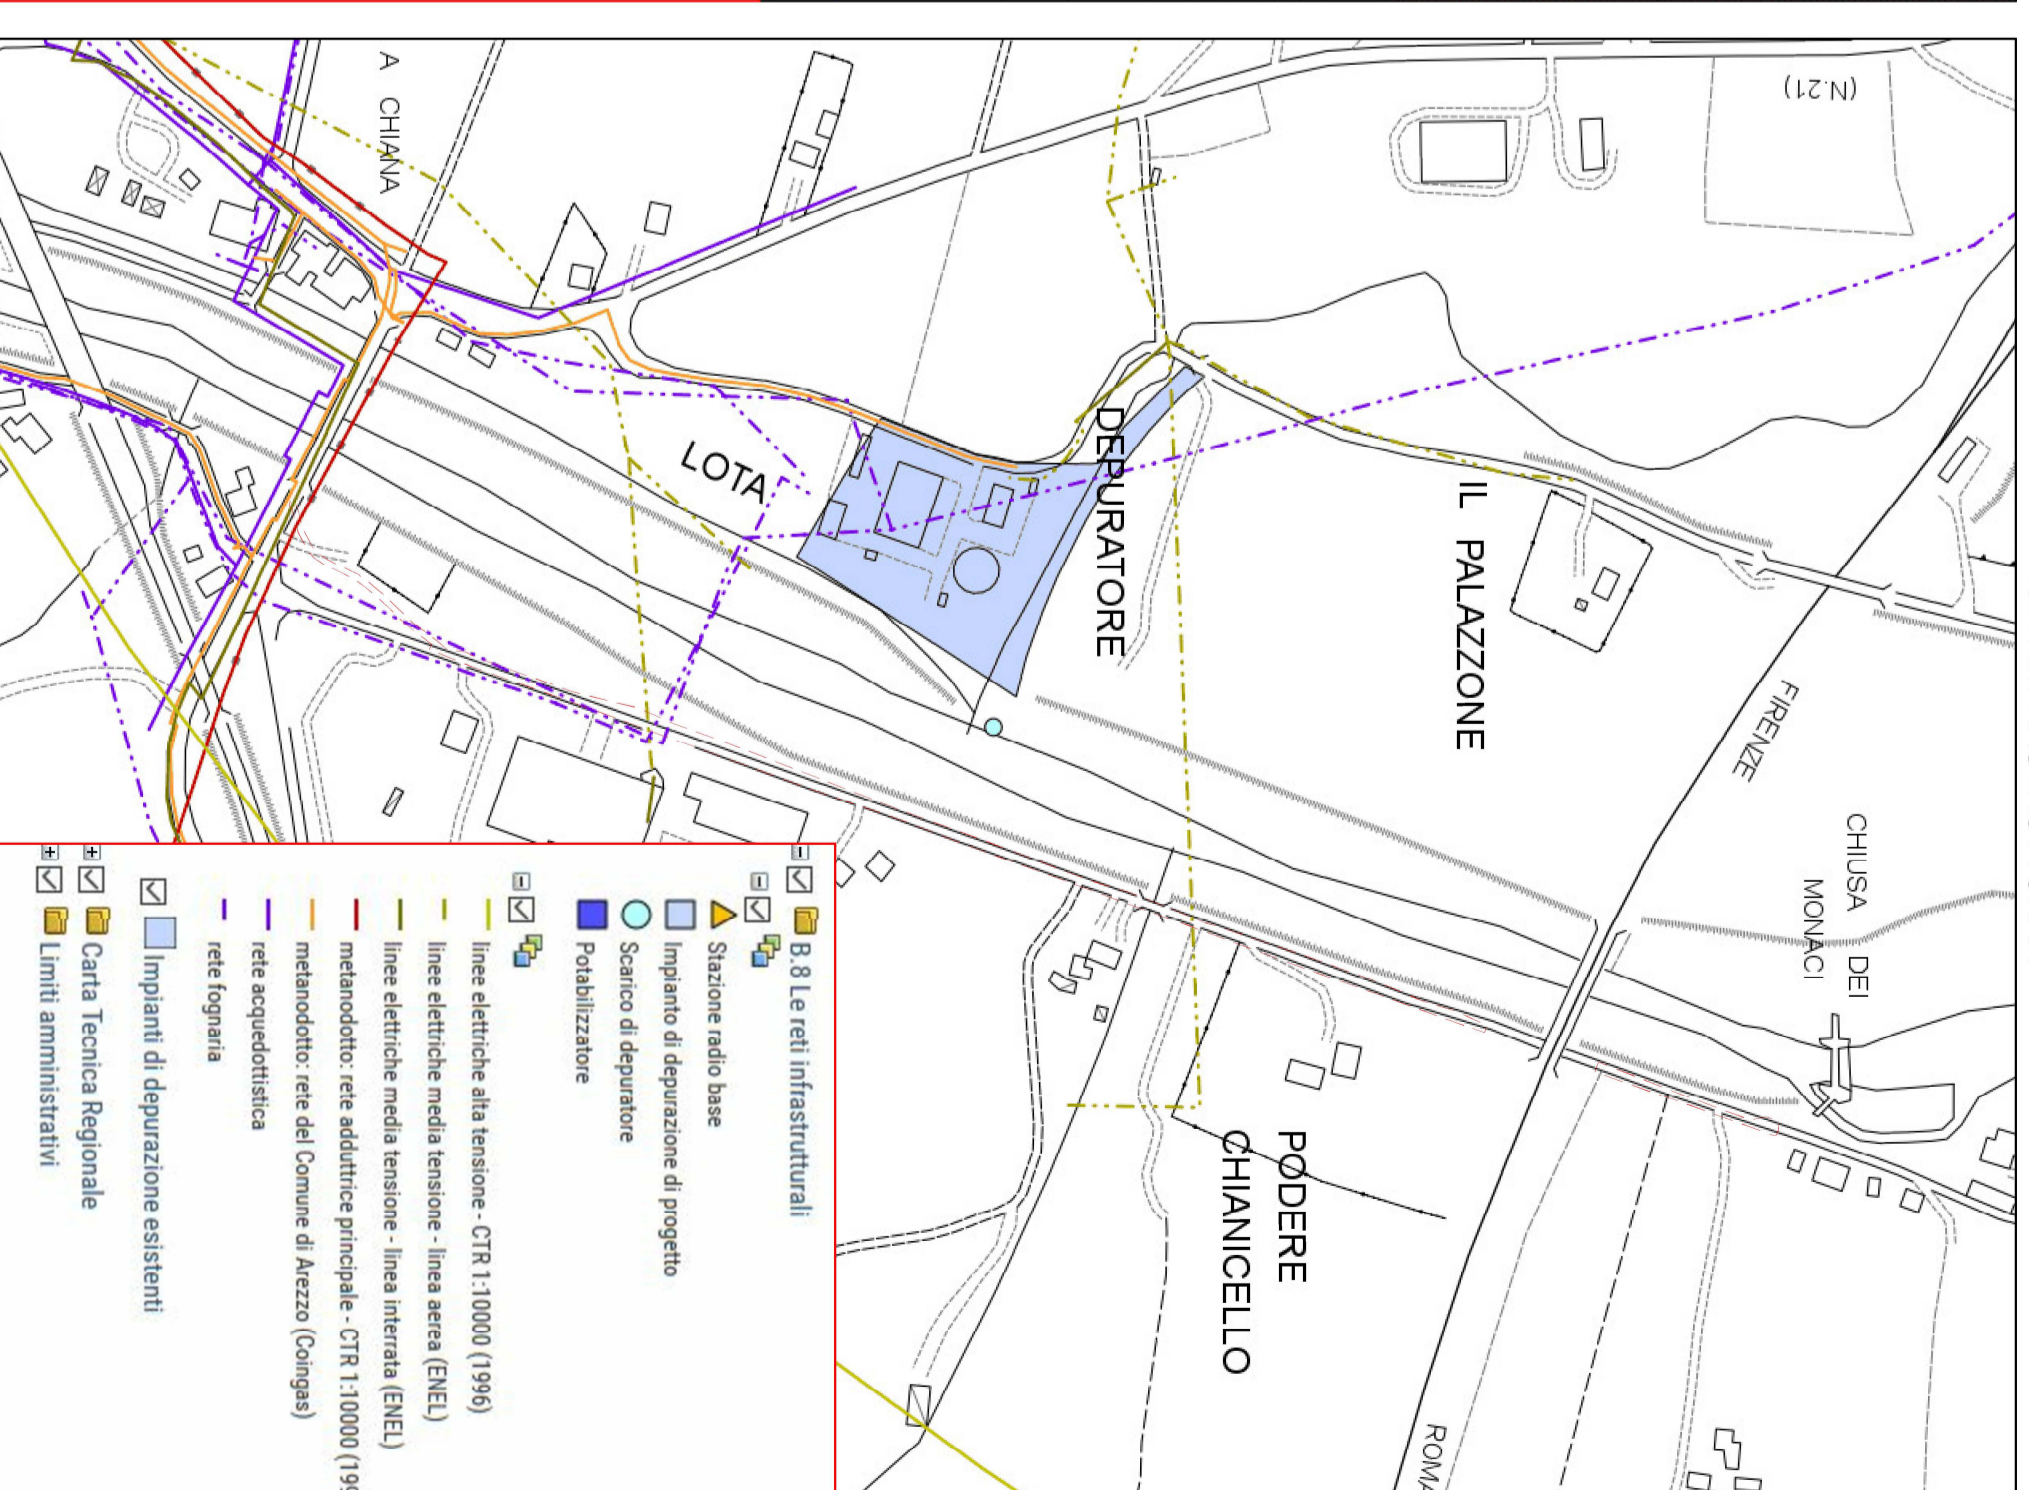 A CHIANA
(N.21)
LOTA
DEPURATORE
IL PALAZZONE
FIRENZE
CHIUSA DEI
MONACI
PODERE
CHIANICELLO
ROMA
B.8 Le reti infrastrutturali
Stazione radio base
Impianto di depurazione di progetto
Scarico di depuratore
Potabilizzatore
linee elettriche alta tensione - CTR 1:10000 (1996)
linee elettriche media tensione - linea aerea (ENEL)
linee elettriche media tensione - linea interrata (ENEL)
metanodotto: rete adduttrice principale - CTR 1:10000 (199
metanodotto: rete del Comune di Arezzo (Coingas)
rete acquedottistica
rete fognaria
Impianti di depurazione esistenti
Carta Tecnica Regionale
Limiti amministrativi